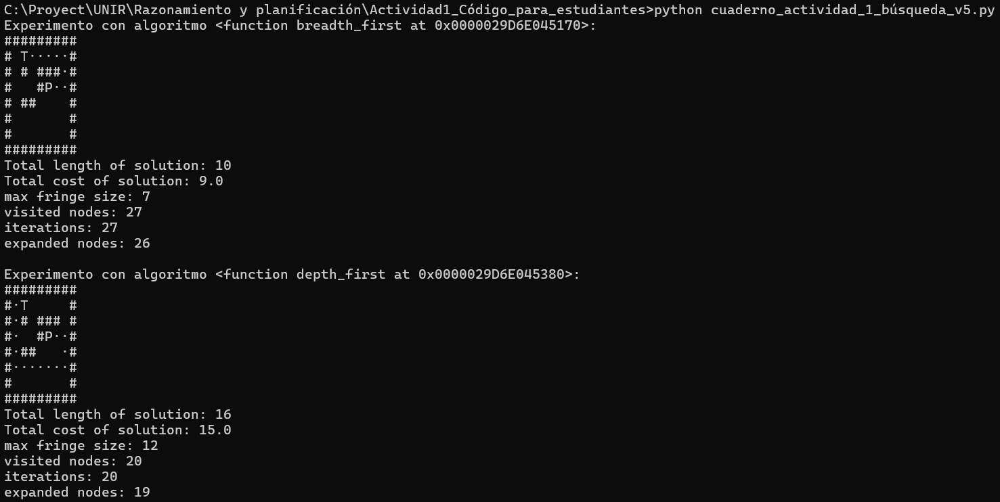 C:\Proyect\UNIR\Razonamiento y planificación\Actividad1_Código_para_estudiantes>python cuaderno_actividad_1_búsqueda_v5.py
Experimento con algoritmo <function breadth_first at 0x0000029D6E045170>:
#########
# T·····#
# # ###·#
#   #P··#
# ##    #
#       #
#       #
#########
Total length of solution: 10
Total cost of solution: 9.0
max fringe size: 7
visited nodes: 27
iterations: 27
expanded nodes: 26

Experimento con algoritmo <function depth_first at 0x0000029D6E045380>:
#########
#·T     #
#·# ### #
#·  #P··#
#·##   ·#
#·······#
#       #
#########
Total length of solution: 16
Total cost of solution: 15.0
max fringe size: 12
visited nodes: 20
iterations: 20
expanded nodes: 19